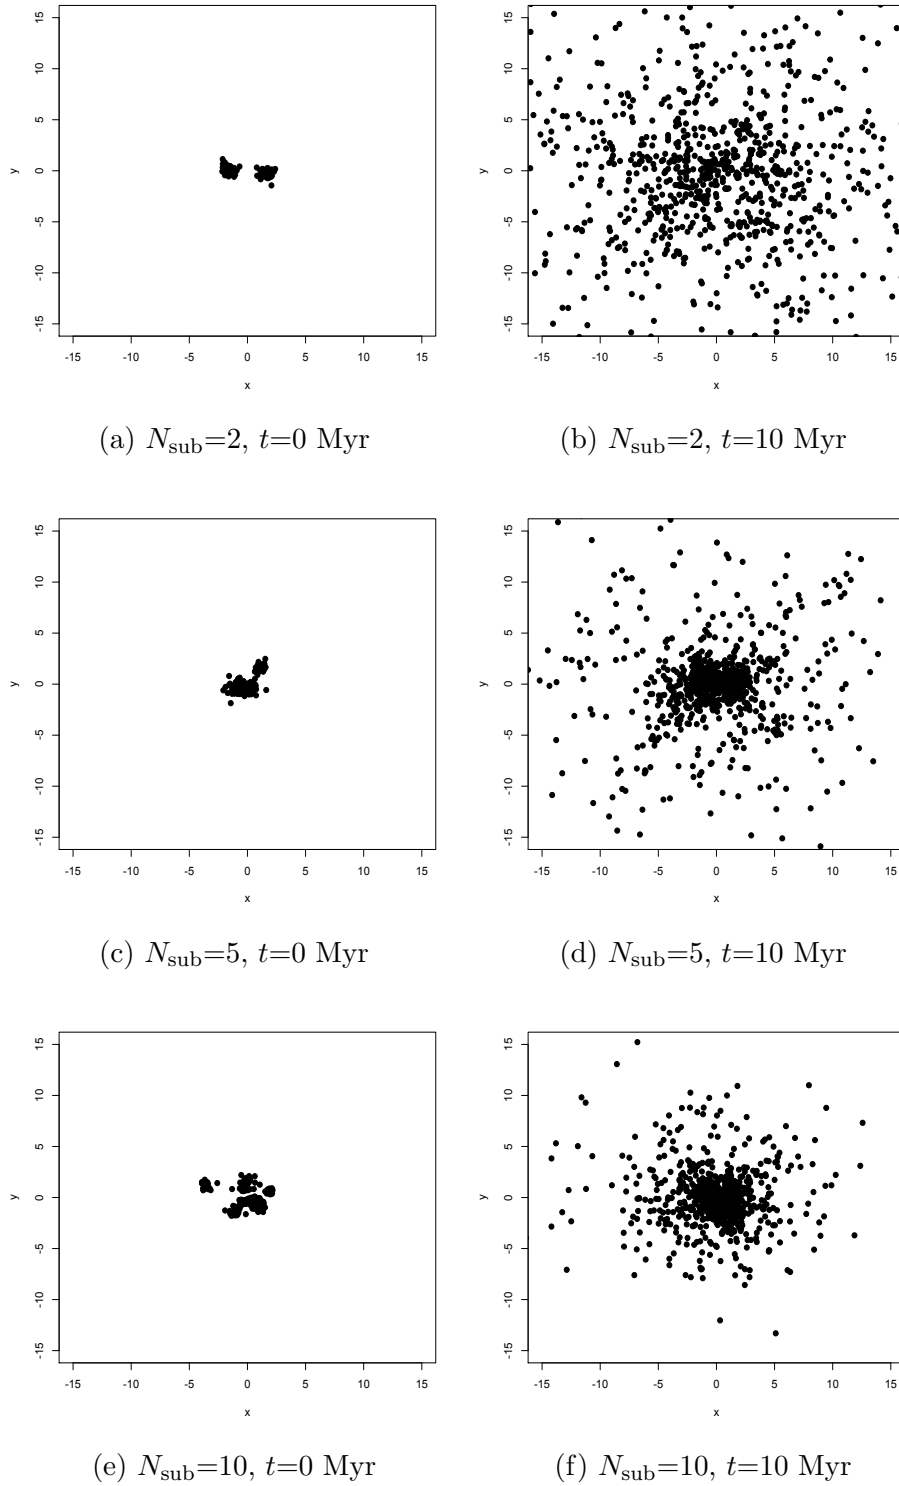 15
10
5
0
-5
-10
-15
y
-15 -10 -5 0 5 10 15
x
(a) N_sub=2, t=0 Myr
15
10
5
0
-5
-10
-15
y
-15 -10 -5 0 5 10 15
x
(b) N_sub=2, t=10 Myr
15
10
5
0
-5
-10
-15
y
-15 -10 -5 0 5 10 15
x
(c) N_sub=5, t=0 Myr
15
10
5
0
-5
-10
-15
y
-15 -10 -5 0 5 10 15
x
(d) N_sub=5, t=10 Myr
15
10
5
0
-5
-10
-15
y
-15 -10 -5 0 5 10 15
x
(e) N_sub=10, t=0 Myr
15
10
5
0
-5
-10
-15
y
-15 -10 -5 0 5 10 15
x
(f) N_sub=10, t=10 Myr